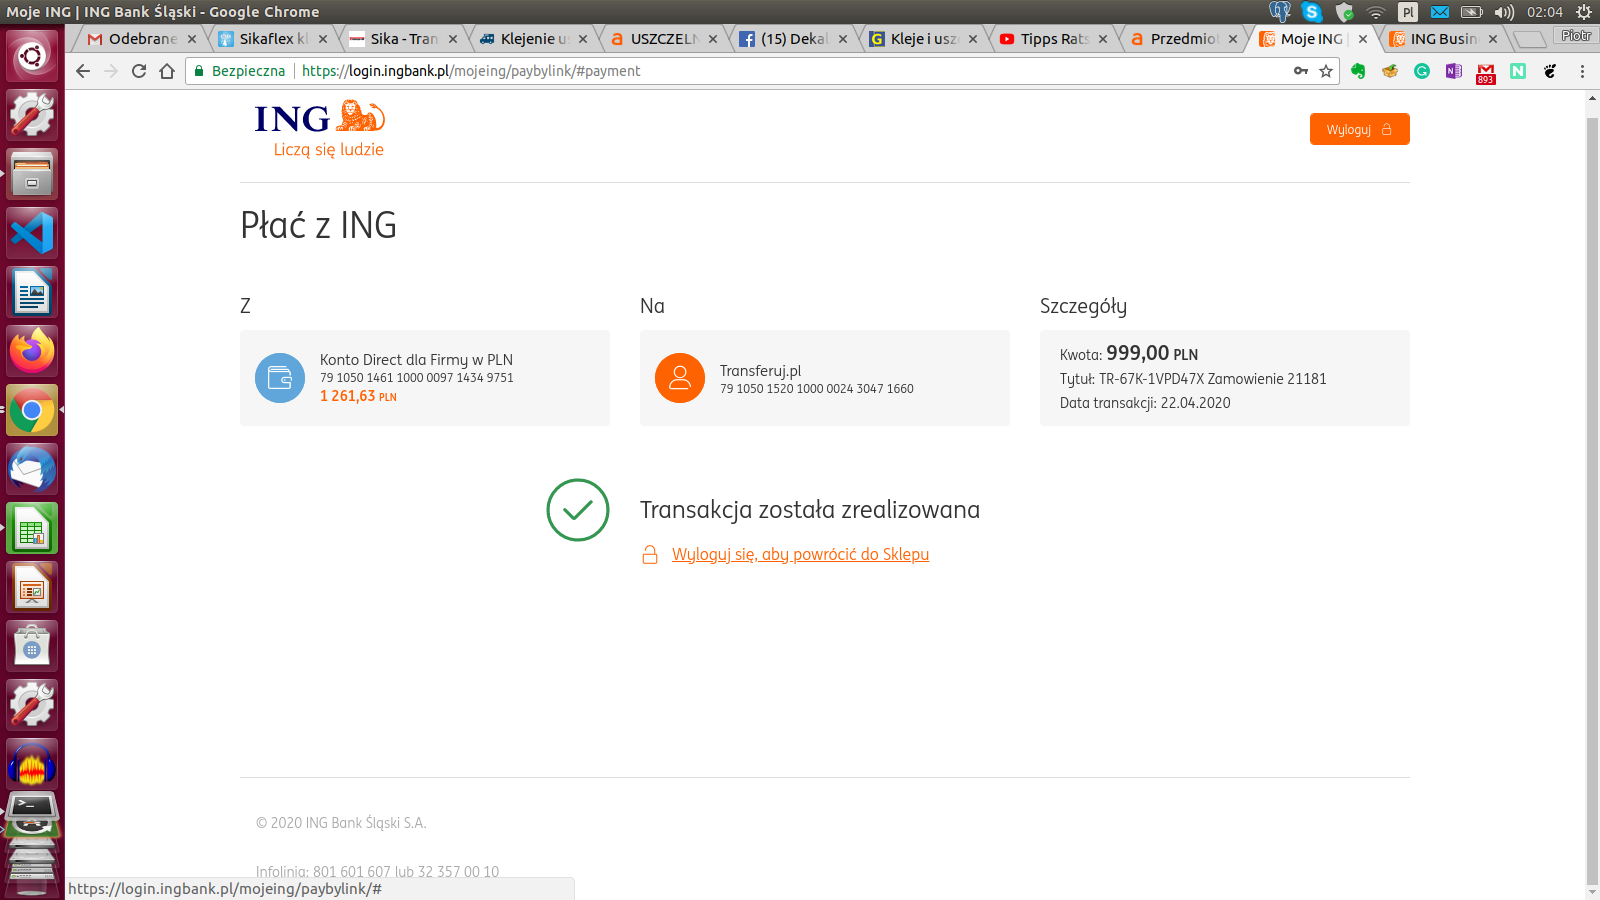 Moje ING | ING Bank Śląski - Google Chrome
Pl
02:04
Odebrane
Sikaflex kl
Sika - Tran
Klejenie us
USZCZELN
(15) Dekal
Kleje i uszc
Tipps Rats
Przedmiot
Moje ING |
ING Busin
Piotr
Bezpieczna
https://login.ingbank.pl/mojeing/paybylink/#payment
893
ING
Liczą się ludzie
Wyloguj
Płać z ING
Z
Konto Direct dla Firmy w PLN
79 1050 1461 1000 0097 1434 9751
1 261,63 PLN
Na
Transferuj.pl
79 1050 1520 1000 0024 3047 1660
Szczegóły
Kwota: 999,00 PLN
Tytuł: TR-67K-1VPD47X Zamowienie 21181
Data transakcji: 22.04.2020
Transakcja została zrealizowana
Wyloguj się, aby powrócić do Sklepu
© 2020 ING Bank Śląski S.A.
Infolinia: 801 601 607 lub 32 357 00 10
https://login.ingbank.pl/mojeing/paybylink/#